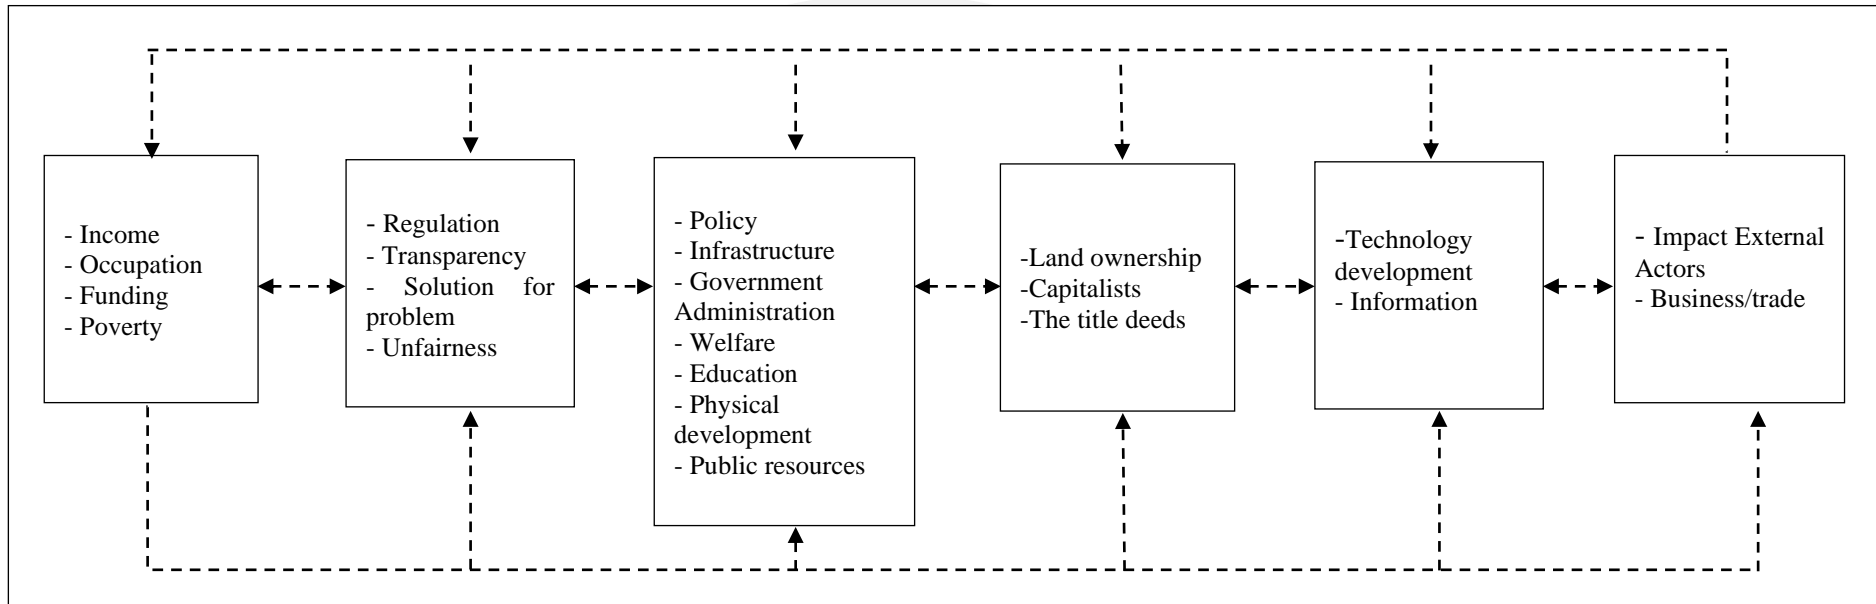 - Income
- Occupation
- Funding
- Poverty
- Regulation
- Transparency
- Solution for
problem
- Unfairness
- Policy
- Infrastructure
- Government
Administration
- Welfare
- Education
- Physical
development
- Public resources
-Land ownership
-Capitalists
-The title deeds
-Technology
development
- Information
- Impact External
Actors
- Business/trade